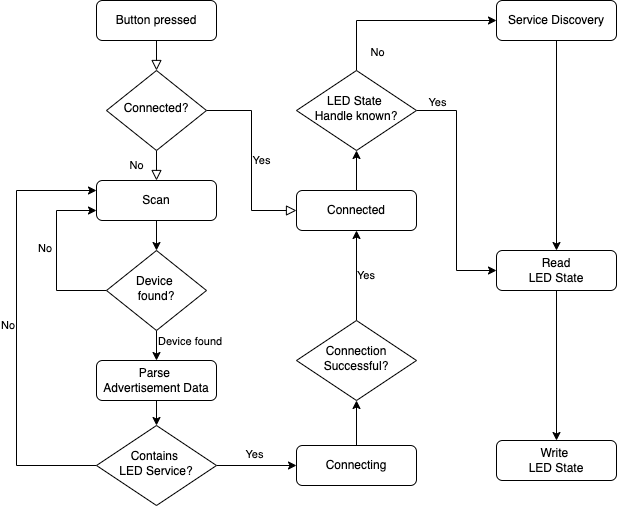 Button pressed
Connected?
No
Yes
Scan
No
Device
found?
Device found
No
Parse
Advertisement Data
Contains
LED Service?
Yes
Connecting
Connection
Successful?
Yes
Connected
LED State
Handle known?
No
Yes
Service Discovery
Read
LED State
Write
LED State